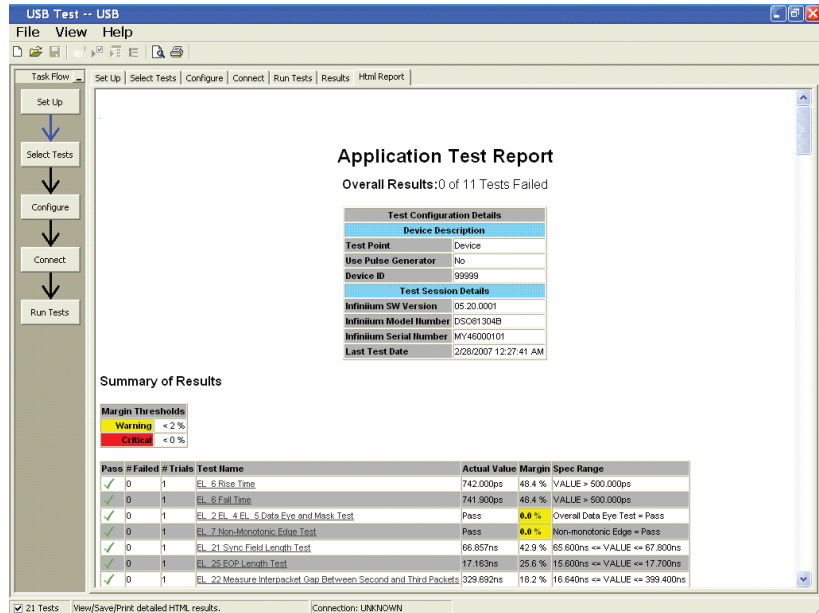 USB Test -- USB
File View Help
Task Flow
Set Up
Select Tests
Configure
Connect
Run Tests
Set Up Select Tests Configure Connect Run Tests Results Html Report
Application Test Report
Overall Results:0 of 11 Tests Failed
Test Configuration Details
Device Description
Test Point Device
Use Pulse Generator No
Device ID 99999
Test Session Details
Infiniium SW Version 05.20.0001
Infiniium Model Number DSO81304B
Infiniium Serial Number MY46000101
Last Test Date 2/28/2007 12:27:41 AM
Summary of Results
Margin Thresholds
Warning < 2 %
Critical < 0 %
Pass # Failed # Trials Test Name Actual Value Margin Spec Range
0 1 EL_6 Rise Time 742.000ps 48.4 % VALUE > 500.000ps
0 1 EL_6 Fall Time 741.900ps 48.4 % VALUE > 500.000ps
0 1 EL_2 EL_4 EL_5 Data Eye and Mask Test Pass 0.0 % Overall Data Eye Test = Pass
0 1 EL_7 Non-Monotonic Edge Test Pass 0.0 % Non-monotonic Edge = Pass
0 1 EL_21 Sync Field Length Test 66.857ns 42.9 % 65.600ns <= VALUE <= 67.800ns
0 1 EL_25 EOP Length Test 17.163ns 25.6 % 15.600ns <= VALUE <= 17.700ns
0 1 EL_22 Measure Interpacket Gap Between Second and Third Packets 329.692ns 18.2 % 16.640ns <= VALUE <= 399.400ns
21 Tests View/Save/Print detailed HTML results. Connection: UNKNOWN